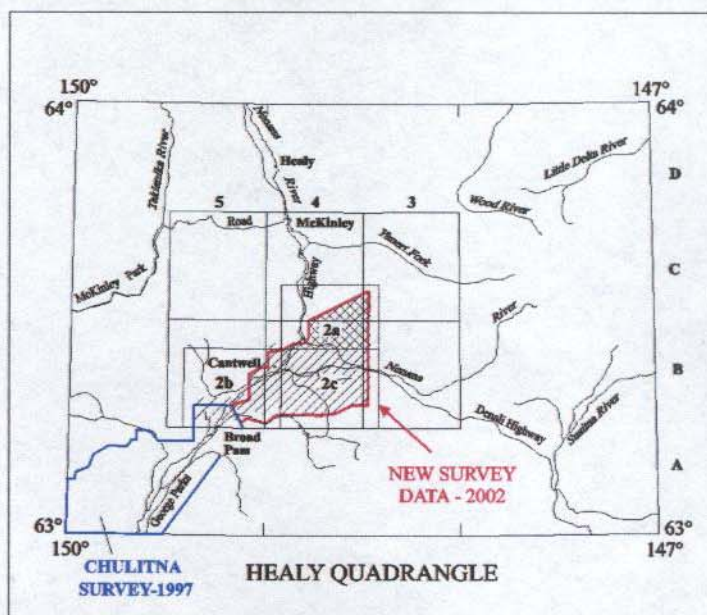 150°
147°
64°
64°
Nenana
Healy
River
Teklanika River
Little Delta River
D
Wood River
5
4
3
Road
McKinley
Yanert Fork
McKinley Park
Highway
C
River
2a
Cantwell
Nenana
B
2b
2c
Denali Highway
Susitna River
Broad
Pass
A
George Parks
NEW SURVEY
DATA - 2002
63°
63°
150°
147°
CHULITNA
SURVEY-1997
HEALY QUADRANGLE